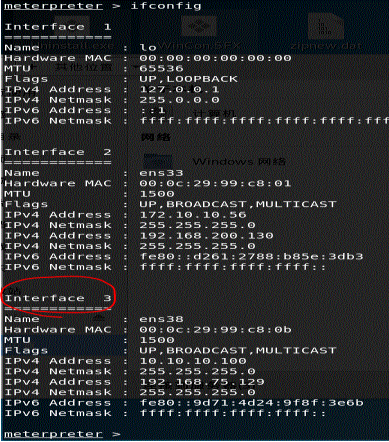 meterpreter > ifconfig
Interface 1
============
Name : lo
Hardware MAC : 00:00:00:00:00:00
MTU : 65536
Flags : UP,LOOPBACK
IPv4 Address : 127.0.0.1
IPv4 Netmask : 255.0.0.0
IPv6 Address : ::1
IPv6 Netmask : ffff:ffff:ffff:ffff:ffff:fff
网络
Windows 网络
Interface 2
============
Name : ens33
Hardware MAC : 00:0c:29:99:c8:01
MTU : 1500
Flags : UP,BROADCAST,MULTICAST
IPv4 Address : 172.10.10.56
IPv4 Netmask : 255.255.255.0
IPv4 Address : 192.168.200.130
IPv4 Netmask : 255.255.255.0
IPv6 Address : fe80::d261:2788:b85e:3db3
IPv6 Netmask : ffff:ffff:ffff:ffff::
Interface 3
============
Name : ens38
Hardware MAC : 00:0c:29:99:c8:0b
MTU : 1500
Flags : UP,BROADCAST,MULTICAST
IPv4 Address : 10.10.10.100
IPv4 Netmask : 255.255.255.0
IPv4 Address : 192.168.75.129
IPv4 Netmask : 255.255.255.0
IPv6 Address : fe80::9d71:4d24:9f8f:3e6b
IPv6 Netmask : ffff:ffff:ffff:ffff::
meterpreter >